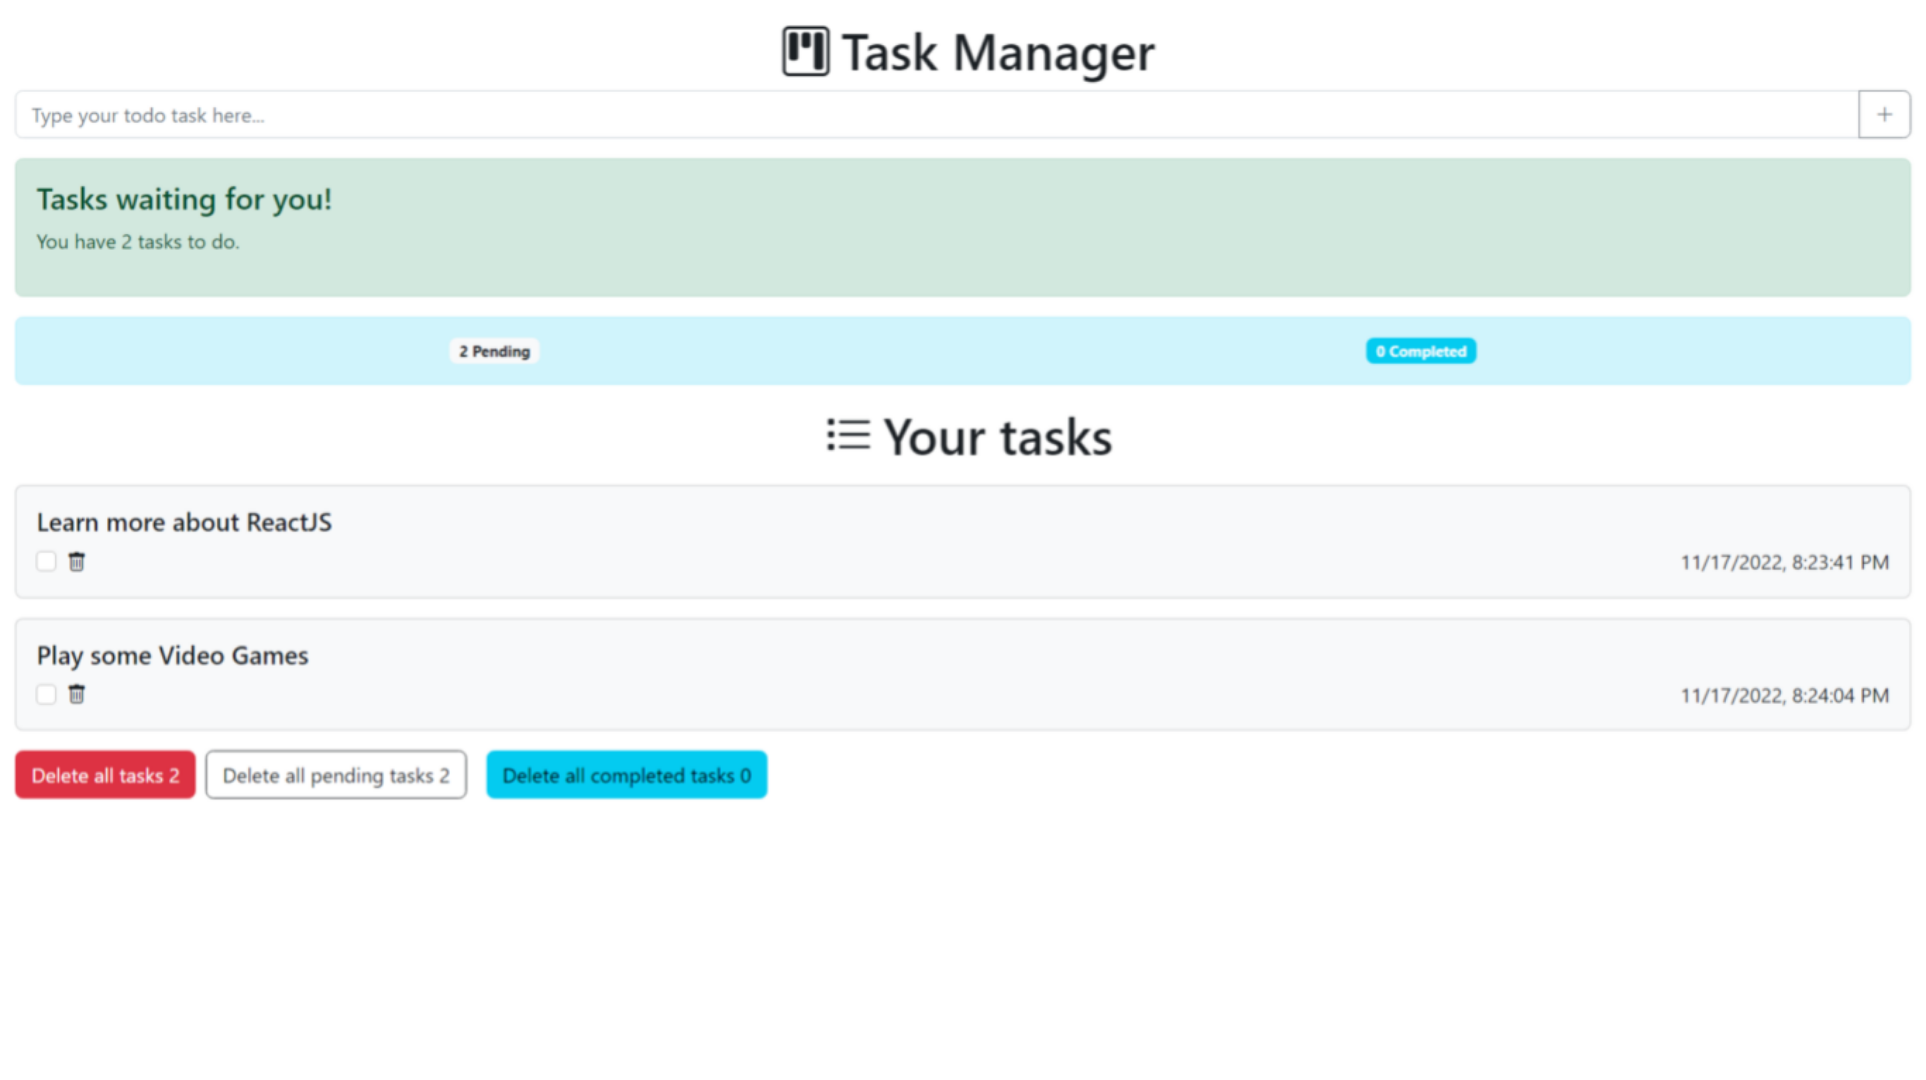 Task Manager
Type your todo task here...
+
Tasks waiting for you!
You have 2 tasks to do.
2 Pending
0 Completed
Your tasks
Learn more about ReactJS
11/17/2022, 8:23:41 PM
Play some Video Games
11/17/2022, 8:24:04 PM
Delete all tasks 2
Delete all pending tasks 2
Delete all completed tasks 0